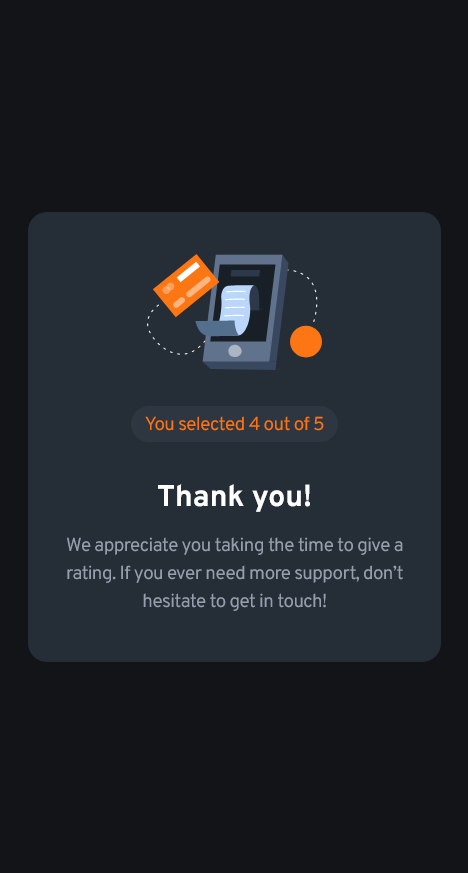 You selected 4 out of 5
Thank you!
We appreciate you taking the time to give a
rating. If you ever need more support, don’t
hesitate to get in touch!